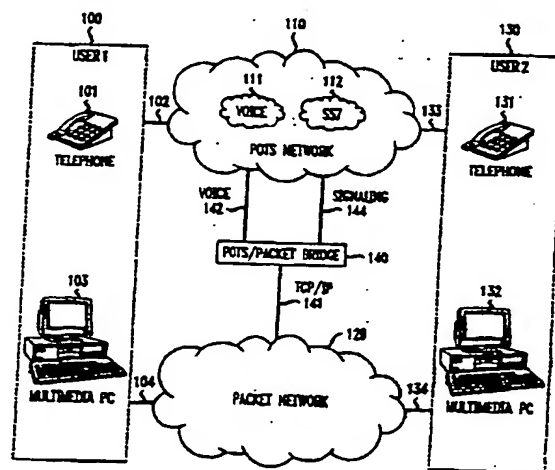 100
USER 1
101
TELEPHONE
102
110
111
VOICE
112
SS7
POTS NETWORK
130
USER 2
131
TELEPHONE
133
VOICE
142
SIGNALING
144
POTS/PACKET BRIDGE
140
TCP/IP
141
103
MULTIMEDIA PC
104
PACKET NETWORK
132
MULTIMEDIA PC
134